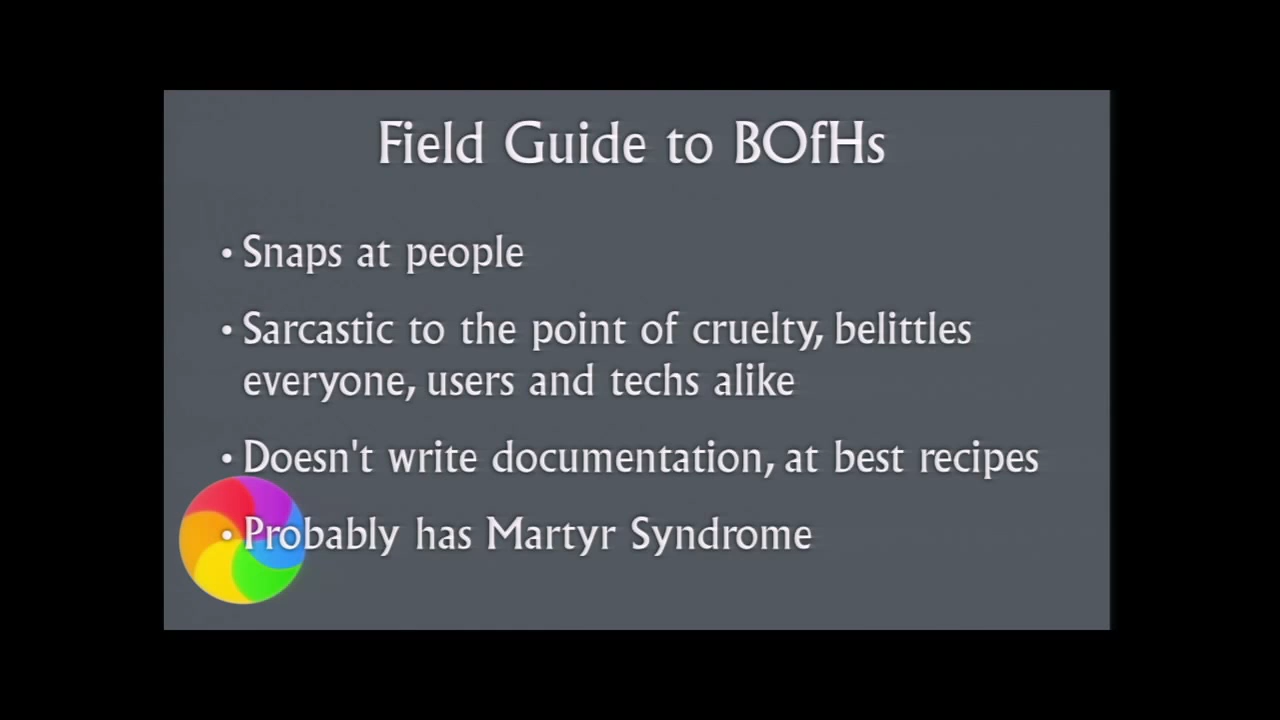 Field Guide to BOfHs
• Snaps at people
• Sarcastic to the point of cruelty, belittles
everyone, users and techs alike
• Doesn't write documentation, at best recipes
• Probably has Martyr Syndrome